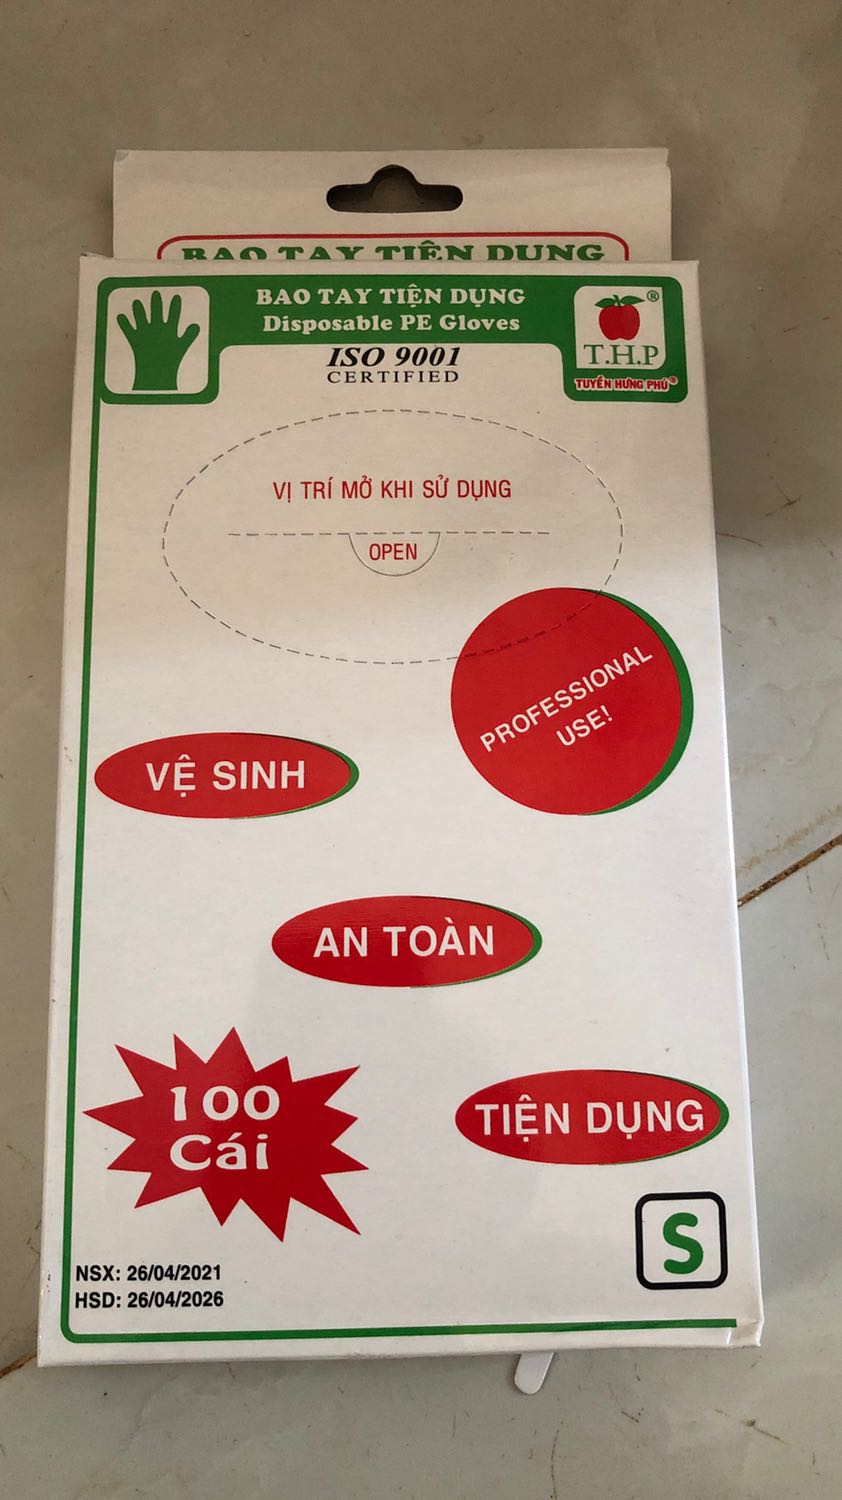 BAO TAY TIỆN DỤNG
BAO TAY TIỆN DỤNG
Disposable PE Gloves
ISO 9001
CERTIFIED
T.H.P
®
TUYỀN HƯNG PHÚ®
VỊ TRÍ MỞ KHI SỬ DỤNG
OPEN
PROFESSIONAL
USE!
VỆ SINH
AN TOÀN
100
Cái
TIỆN DỤNG
S
NSX: 26/04/2021
HSD: 26/04/2026